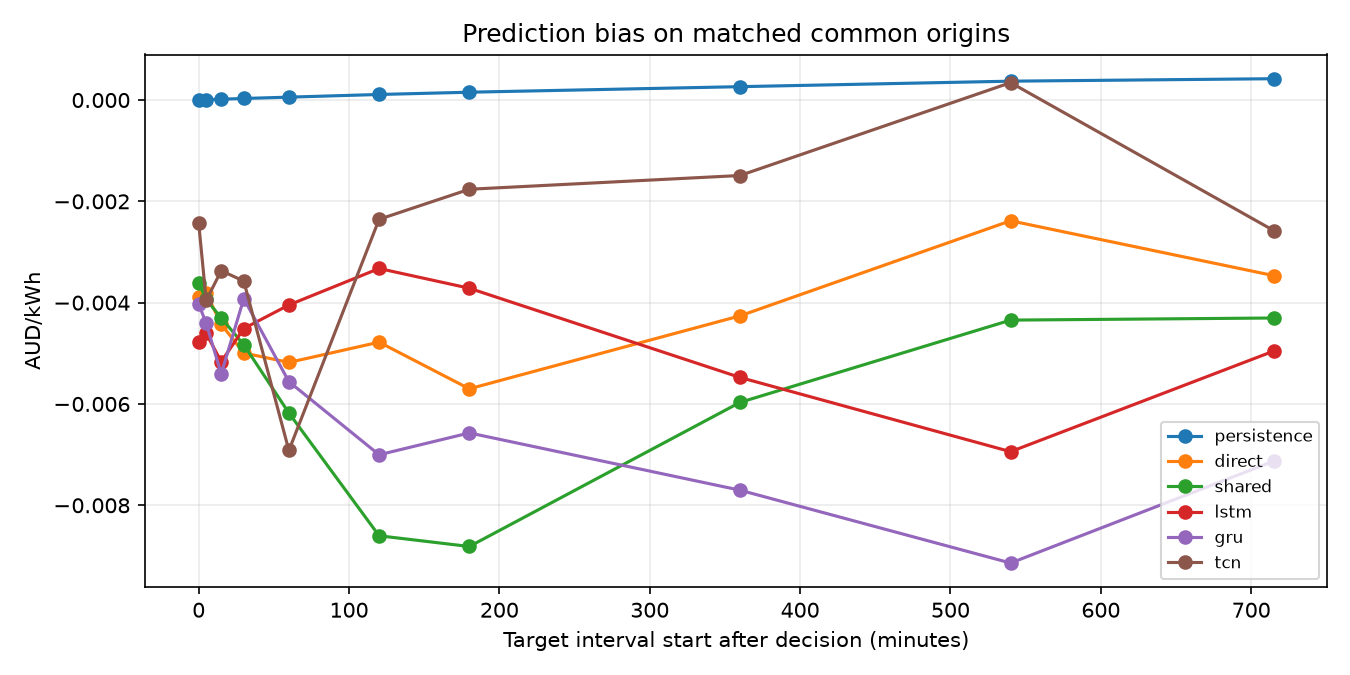 Prediction bias on matched common origins
AUD/kWh
0.000
−0.002
−0.004
−0.006
−0.008
0 100 200 300 400 500 600 700
Target interval start after decision (minutes)
persistence
direct
shared
lstm
gru
tcn